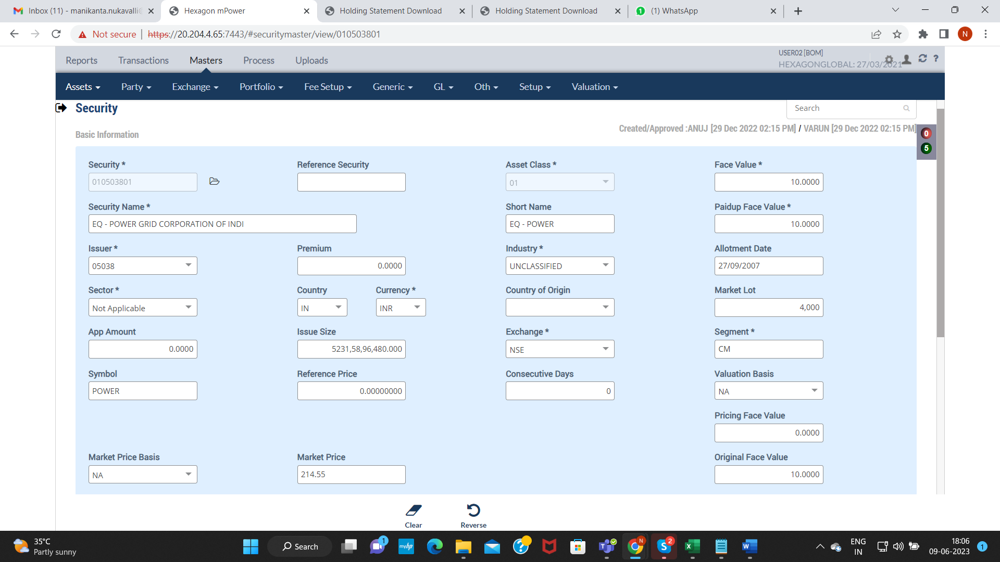 Inbox (11) - manikanta.nukavalli@
Hexagon mPower
Holding Statement Download
Holding Statement Download
1 (1) WhatsApp
Not secure https://20.204.4.65:7443/#securitymaster/view/010503801
N
Reports Transactions Masters Process Uploads
USER02 [BOM]
HEXAGONGLOBAL: 27/03/2021
?
Assets Party Exchange Portfolio Fee Setup Generic GL Oth Setup Valuation
Security
Search
Basic Information
Created/Approved :ANUJ [29 Dec 2022 02:15 PM] / VARUN [29 Dec 2022 02:15 PM]
0
5
Security * Reference Security Asset Class * Face Value *
010503801 01 10.0000
Security Name * Short Name Paidup Face Value *
EQ - POWER GRID CORPORATION OF INDI EQ - POWER 10.0000
Issuer * Premium Industry * Allotment Date
05038 0.0000 UNCLASSIFIED 27/09/2007
Sector * Country Currency * Country of Origin Market Lot
Not Applicable IN INR 4,000
App Amount Issue Size Exchange * Segment *
0.0000 5231,58,96,480.000 NSE CM
Symbol Reference Price Consecutive Days Valuation Basis
POWER 0.00000000 0 NA
Pricing Face Value
0.0000
Market Price Basis Market Price Original Face Value
NA 214.55 10.0000
Clear Reverse
35°C
Partly sunny
Search
1
myhp
?
T
N
S
2
X
W
ENG
IN
18:06
09-06-2023
1